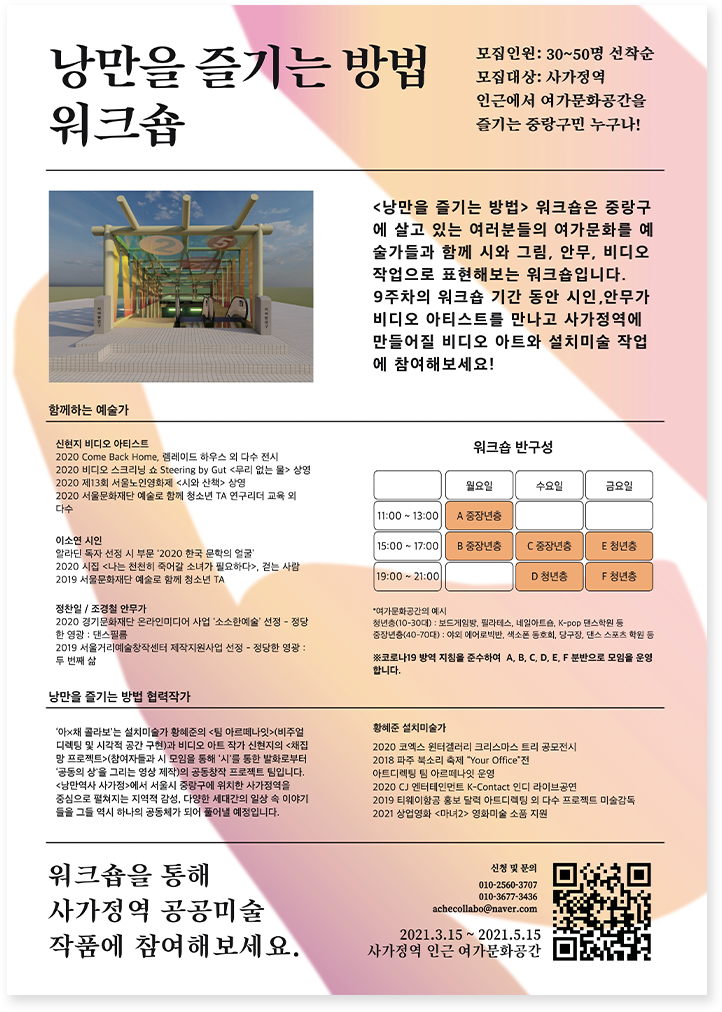 낭만을 즐기는 방법
워크숍
모집인원: 30~50명 선착순
모집대상: 사가정역
인근에서 여가문화공간을
즐기는 중랑구민 누구나!
<낭만을 즐기는 방법> 워크숍은 중랑구
에 살고 있는 여러분들의 여가문화를 예
술가들과 함께 시와 그림, 안무, 비디오
작업으로 표현해보는 워크숍입니다.
9주차의 워크숍 기간 동안 시인,안무가
비디오 아티스트를 만나고 사가정역에
만들어질 비디오 아트와 설치미술 작업
에 참여해보세요!
함께하는 예술가
신현지 비디오 아티스트
2020 Come Back Home, 렘레이드 하우스 외 다수 전시
2020 비디오 스크리닝 쇼 Steering by Gut <무리 없는 물> 상영
2020 제13회 서울노인영화제 <시와 산책> 상영
2020 서울문화재단 예술로 함께 청소년 TA 연구리더 교육 외
다수
이소연 시인
알라딘 독자 선정 시 부문 '2020 한국 문학의 얼굴'
2020 시집 <나는 천천히 죽어갈 소녀가 필요하다>, 걷는 사람
2019 서울문화재단 예술로 함께 청소년 TA
정찬일 / 조경철 안무가
2020 경기문화재단 온라인미디어 사업 '소소한예술' 선정 - 정당
한 영광 : 댄스필름
2019 서울거리예술창작센터 제작지원사업 선정 - 정당한 영광 :
두 번째 삶
워크숍 반구성
월요일 수요일 금요일
11:00 ~ 13:00 A 중장년층
15:00 ~ 17:00 B 중장년층 C 중장년층 E 청년층
19:00 ~ 21:00 D 청년층 F 청년층
*여가문화공간의 예시
청년층(10-30대) : 보드게임방, 필라테스, 네일아트숍, K-pop 댄스학원 등
중장년층(40-70대) : 야외 에어로빅반, 색소폰 동호회, 당구장, 댄스 스포츠 학원 등
※코로나19 방역 지침을 준수하여 A, B, C, D, E, F 분반으로 모임을 운영
합니다.
낭만을 즐기는 방법 협력작가
'아×채 콜라보'는 설치미술가 황혜준의 <팀 아르떼나잇>(비주얼
디렉팅 및 시각적 공간 구현)과 비디오 아트 작가 신현지의 <채집
망 프로젝트>(참여자들과 시 모임을 통해 '시'를 통한 발화로부터
'공동의 상'을 그리는 영상 제작)의 공동창작 프로젝트 팀입니다.
<낭만역사 사가정>에서 서울시 중랑구에 위치한 사가정역을
중심으로 펼쳐지는 지역적 감성, 다양한 세대간의 일상 속 이야기
들을 그들 역시 하나의 공동체가 되어 풀어낼 예정입니다.
황혜준 설치미술가
2020 코엑스 윈터갤러리 크리스마스 트리 공모전시
2018 파주 북소리 축제 "Your Office"전
아트디렉팅 팀 아르떼나잇 운영
2020 CJ 엔터테인먼트 K-Contact 인디 라이브공연
2019 티웨이항공 홍보 달력 아트디렉팅 외 다수 프로젝트 미술감독
2021 상업영화 <마녀2> 영화미술 소품 지원
워크숍을 통해
사가정역 공공미술
작품에 참여해보세요.
신청 및 문의
010-2560-3707
010-3677-3436
achecollabo@naver.com
2021.3.15 ~ 2021.5.15
사가정역 인근 여가문화공간